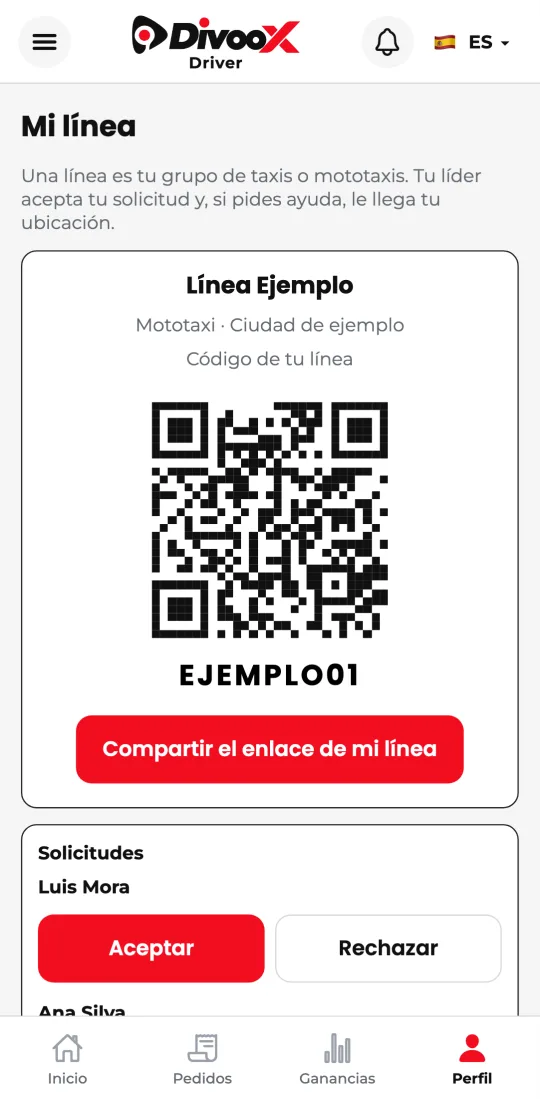 DivooX
Driver
ES
Mi línea
Una línea es tu grupo de taxis o mototaxis. Tu líder
acepta tu solicitud y, si pides ayuda, le llega tu
ubicación.
Línea Ejemplo
Mototaxi · Ciudad de ejemplo
Código de tu línea
EJEMPLO01
Compartir el enlace de mi línea
Solicitudes
Luis Mora
Aceptar
Rechazar
Ana Silva
Inicio
Pedidos
Ganancias
Perfil